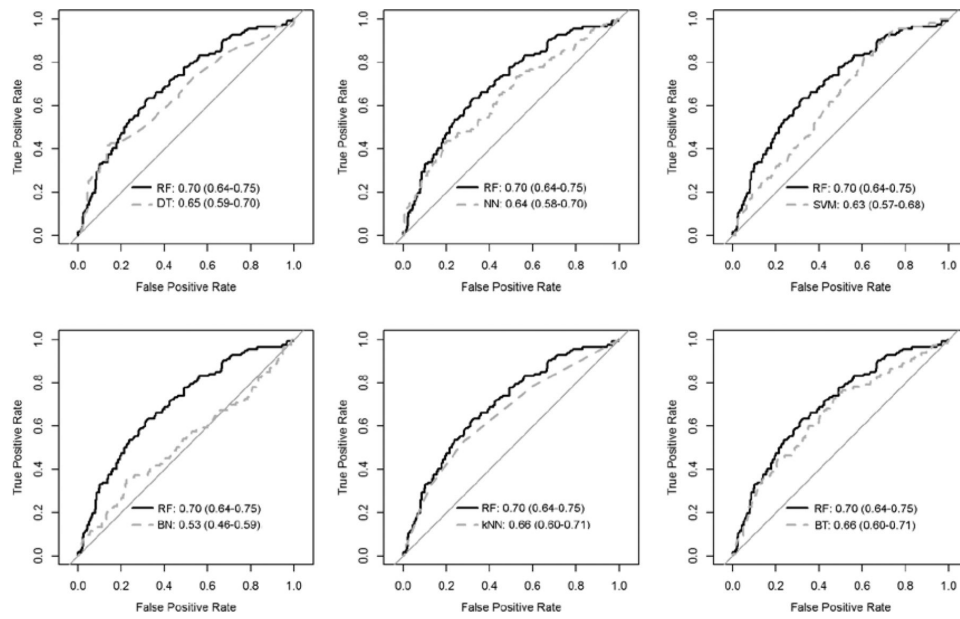 True Positive Rate
1.0
0.8
0.6
0.4
0.2
0.0
RF: 0.70 (0.64-0.75)
DT: 0.65 (0.59-0.70)
0.0 0.2 0.4 0.6 0.8 1.0
False Positive Rate
True Positive Rate
1.0
0.8
0.6
0.4
0.2
0.0
RF: 0.70 (0.64-0.75)
NN: 0.64 (0.58-0.70)
0.0 0.2 0.4 0.6 0.8 1.0
False Positive Rate
True Positive Rate
1.0
0.8
0.6
0.4
0.2
0.0
RF: 0.70 (0.64-0.75)
SVM: 0.63 (0.57-0.68)
0.0 0.2 0.4 0.6 0.8 1.0
False Positive Rate
True Positive Rate
1.0
0.8
0.6
0.4
0.2
0.0
RF: 0.70 (0.64-0.75)
BN: 0.53 (0.46-0.59)
0.0 0.2 0.4 0.6 0.8 1.0
False Positive Rate
True Positive Rate
1.0
0.8
0.6
0.4
0.2
0.0
RF: 0.70 (0.64-0.75)
kNN: 0.66 (0.60-0.71)
0.0 0.2 0.4 0.6 0.8 1.0
False Positive Rate
True Positive Rate
1.0
0.8
0.6
0.4
0.2
0.0
RF: 0.70 (0.64-0.75)
BT: 0.66 (0.60-0.71)
0.0 0.2 0.4 0.6 0.8 1.0
False Positive Rate